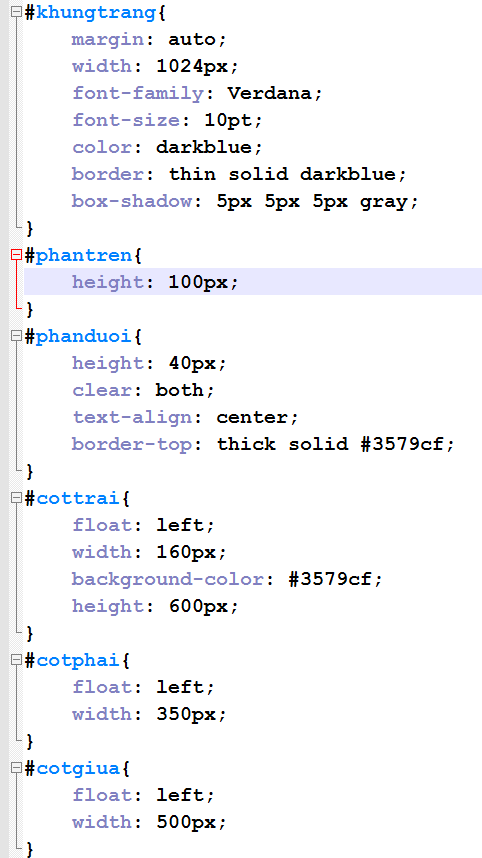 #khungtrang{
    margin: auto;
    width: 1024px;
    font-family: Verdana;
    font-size: 10pt;
    color: darkblue;
    border: thin solid darkblue;
    box-shadow: 5px 5px 5px gray;
}
#phantren{
    height: 100px;
}
#phanduoi{
    height: 40px;
    clear: both;
    text-align: center;
    border-top: thick solid #3579cf;
}
#cottrai{
    float: left;
    width: 160px;
    background-color: #3579cf;
    height: 600px;
}
#cotphai{
    float: left;
    width: 350px;
}
#cotgiua{
    float: left;
    width: 500px;
}